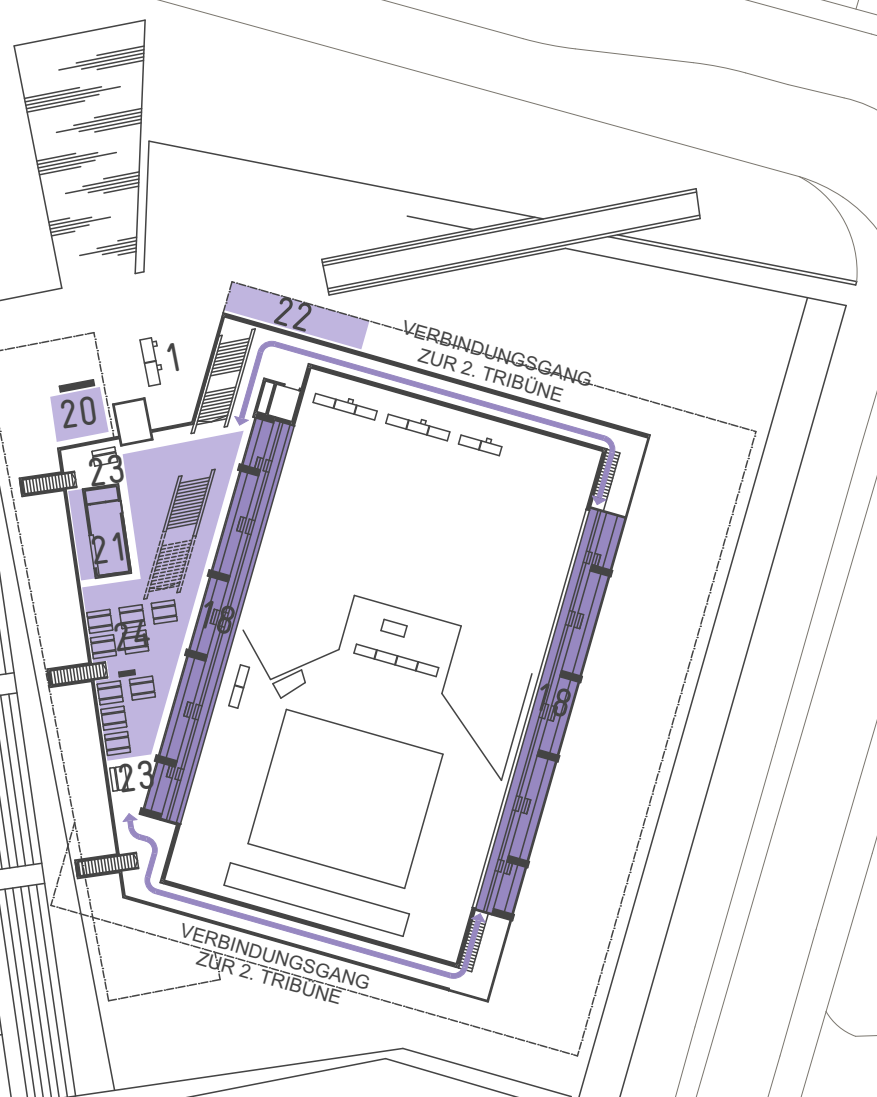 22
VERBINDUNGSGANG
ZUR 2. TRIBÜNE
1
20
23
21
18
24
18
23
VERBINDUNGSGANG
ZUR 2. TRIBÜNE